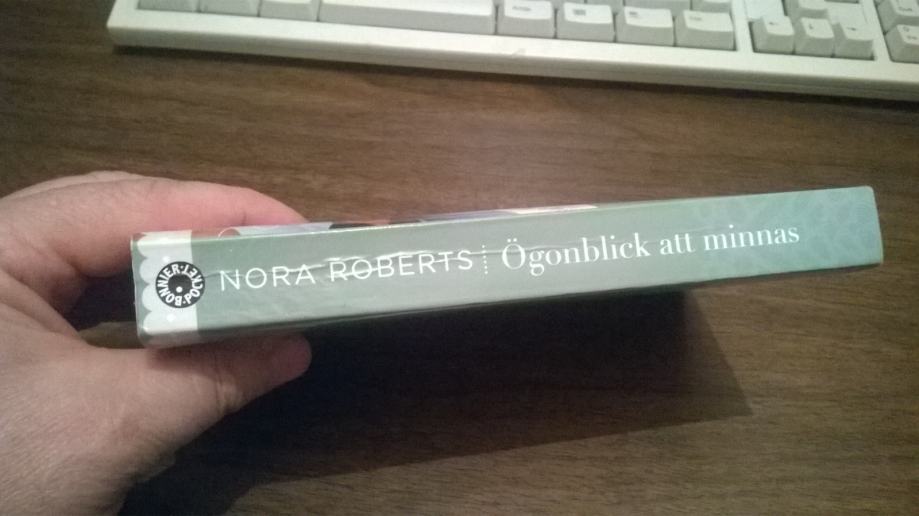 BONNIER·POCKET·
NORA ROBERTS
Ögonblick att minnas